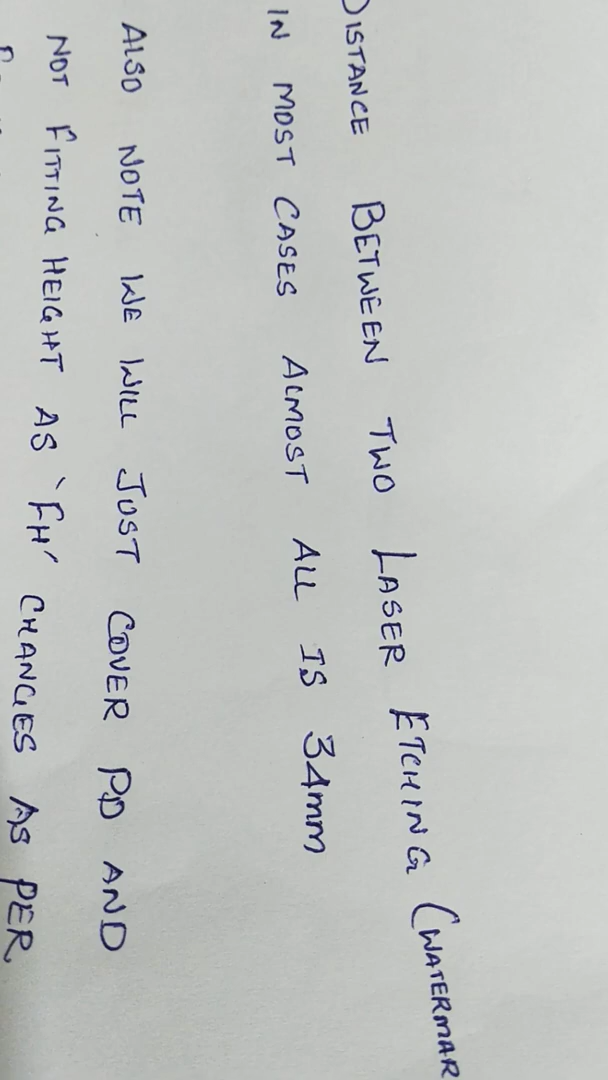 DISTANCE BETWEEN TWO LASER ETCHING (WATERMAR
IN MOST CASES ALMOST ALL IS 34mm
ALSO NOTE WE WILL JUST COVER PD AND
NOT FITTING HEIGHT AS 'FH' CHANGES AS PER